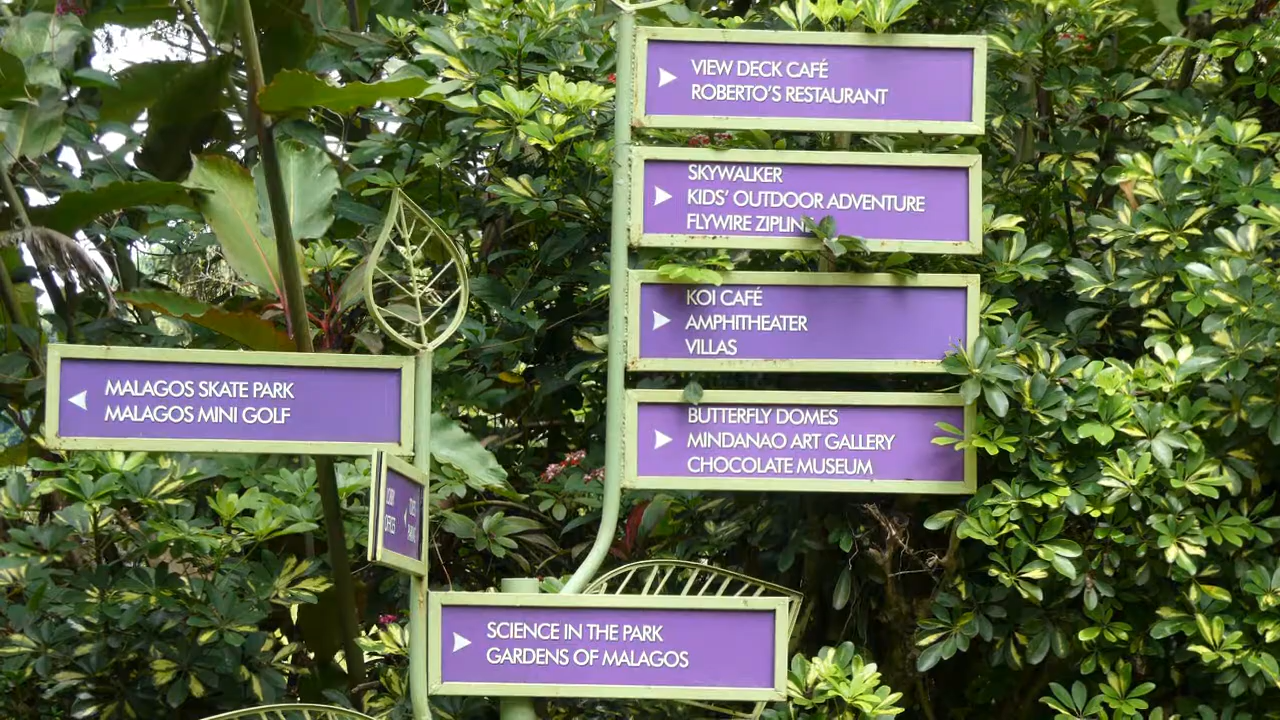 VIEW DECK CAFÉ
ROBERTO'S RESTAURANT
SKYWALKER
KIDS' OUTDOOR ADVENTURE
FLYWIRE ZIPLINE
KOI CAFÉ
AMPHITHEATER
VILLAS
MALAGOS SKATE PARK
MALAGOS MINI GOLF
BUTTERFLY DOMES
MINDANAO ART GALLERY
CHOCOLATE MUSEUM
SCIENCE IN THE PARK
GARDENS OF MALAGOS